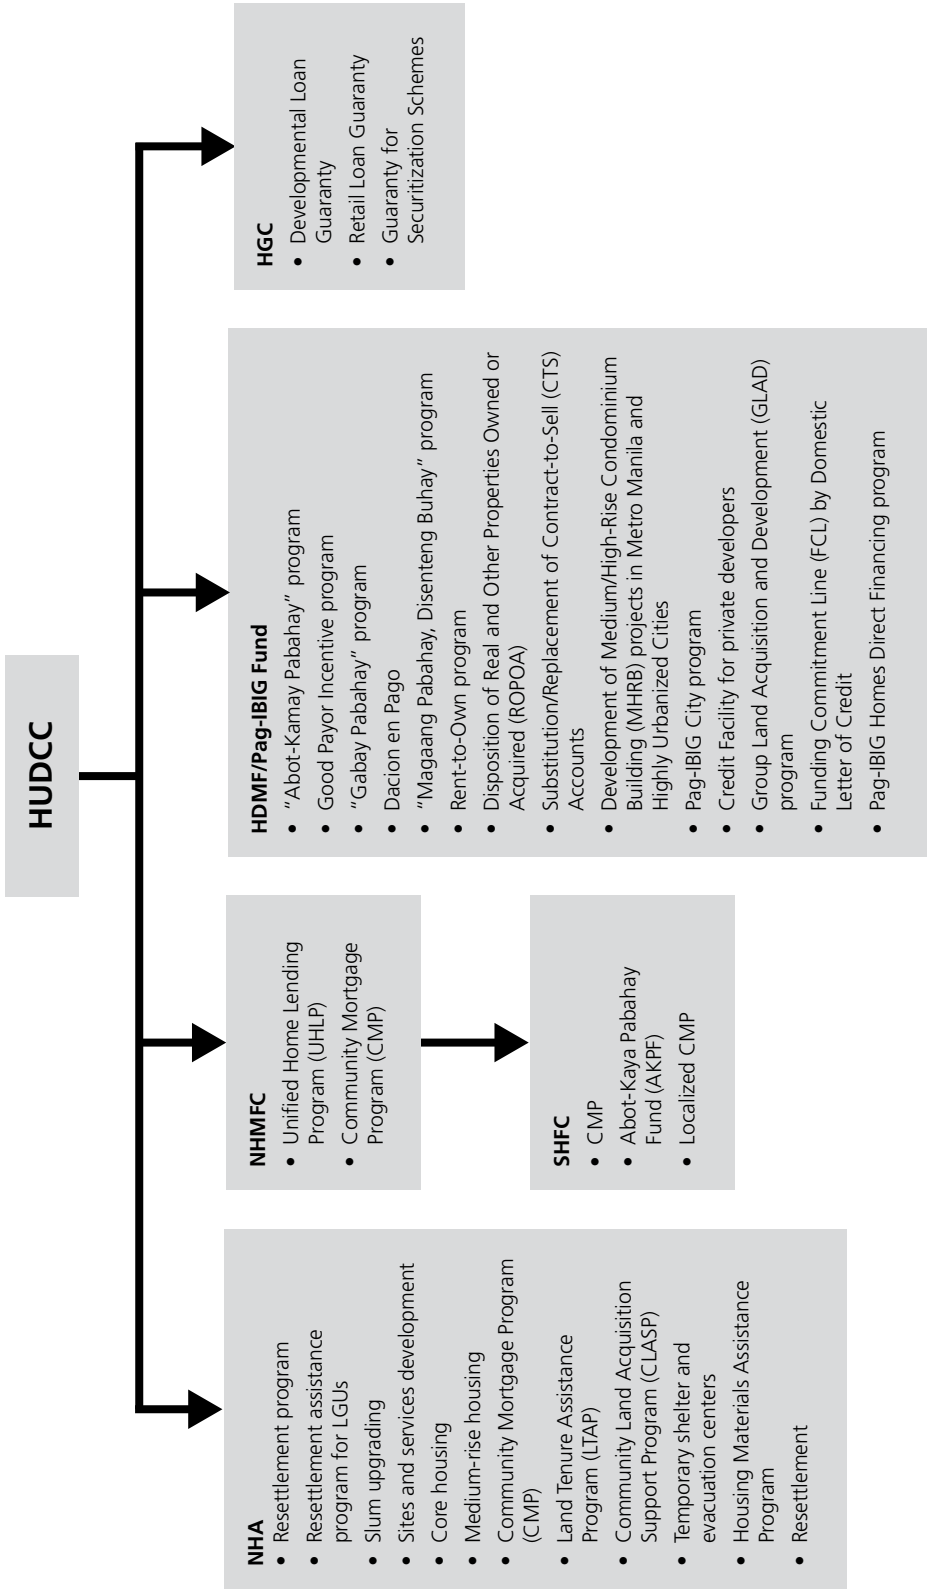 HUDCC
NHA
• Resettlement program
• Resettlement assistance
program for LGUs
• Slum upgrading
• Sites and services development
• Core housing
• Medium-rise housing
• Community Mortgage Program
(CMP)
• Land Tenure Assistance
Program (LTAP)
• Community Land Acquisition
Support Program (CLASP)
• Temporary shelter and
evacuation centers
• Housing Materials Assistance
Program
• Resettlement
NHMFC
• Unified Home Lending
Program (UHLP)
• Community Mortgage
Program (CMP)
SHFC
• CMP
• Abot-Kaya Pabahay
Fund (AKPF)
• Localized CMP
HDMF/Pag-IBIG Fund
• “Abot-Kamay Pabahay” program
• Good Payor Incentive program
• “Gabay Pabahay” program
• Dacion en Pago
• “Magaang Pabahay, Disenteng Buhay” program
• Rent-to-Own program
• Disposition of Real and Other Properties Owned or
Acquired (ROPOA)
• Substitution/Replacement of Contract-to-Sell (CTS)
Accounts
• Development of Medium/High-Rise Condominium
Building (MHRB) projects in Metro Manila and
Highly Urbanized Cities
• Pag-IBIG City program
• Credit Facility for private developers
• Group Land Acquisition and Development (GLAD)
program
• Funding Commitment Line (FCL) by Domestic
Letter of Credit
• Pag-IBIG Homes Direct Financing program
HGC
• Developmental Loan
Guaranty
• Retail Loan Guaranty
• Guaranty for
Securitization Schemes